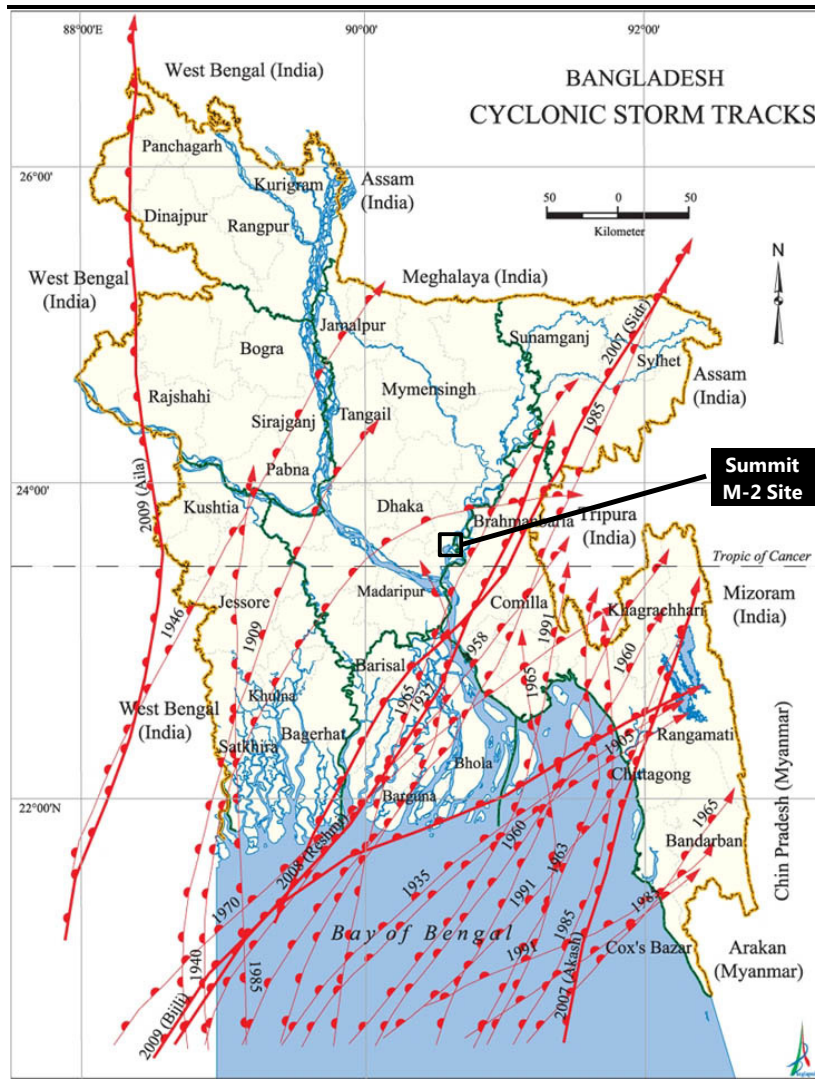 88°00'E
90°00'
92°00'
West Bengal (India)
BANGLADESH
CYCLONIC STORM TRACKS
Panchagarh
26°00'
Kurigram
Assam
(India)
50 0 50
Kilometer
Dinajpur
Rangpur
N
West Bengal
(India)
Meghalaya (India)
Jamalpur
Sunamganj
2007 (Sidr)
Bogra
Sylhet
Mymensingh
Assam
(India)
Rajshahi
1985
Sirajganj
Tangail
Summit
M-2 Site
Pabna
2009 (Aila)
24°00'
Kushtia
Dhaka
Brahmanbaria
Tripura
(India)
Tropic of Cancer
Jessore
Madaripur
Comilla
Mizoram
(India)
Khagrachhari
1946
1909
1958
1991
1960
Barisal
1965
1937
1965
Khulna
West Bengal
(India)
Bagerhat
Satkhira
Rangamati
1905
Bhola
Chittagong
22°00'N
Barguna
1965
Bandarban
Chin Pradesh (Myanmar)
2008 (Reshmi)
1960
1963
1935
1970
1991
1983
Bay of Bengal
1985
1991
Cox's Bazar
Arakan
(Myanmar)
1940
1985
2007 (Akash)
2009 (Bijli)